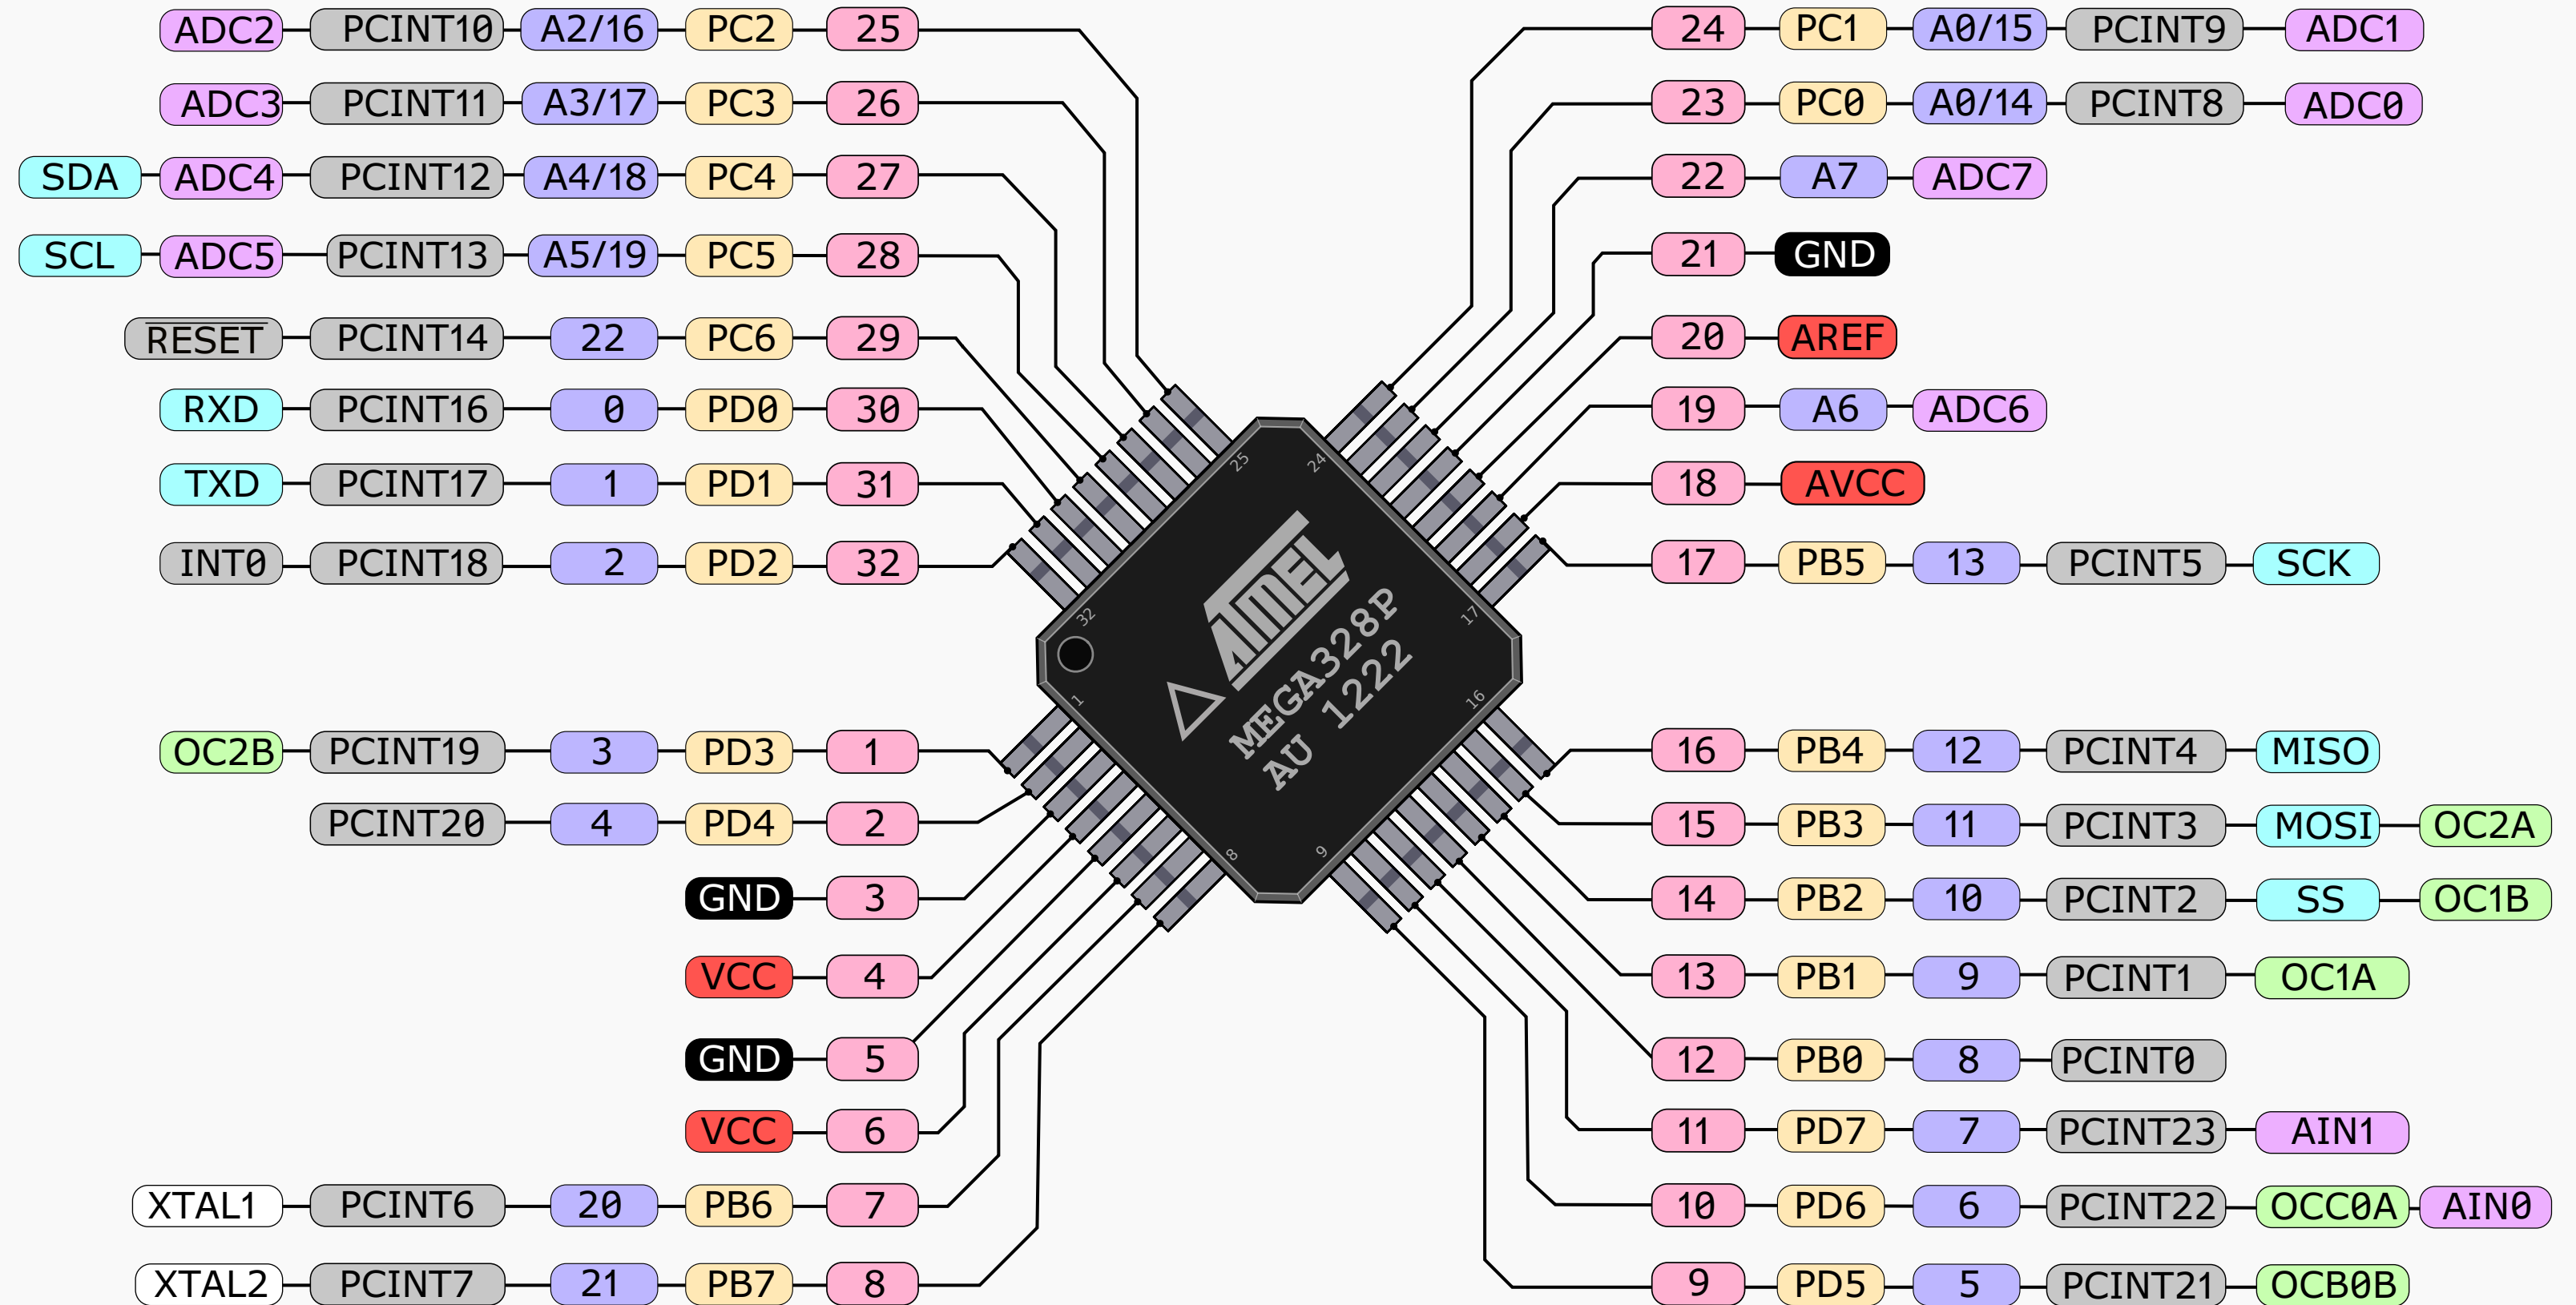 ADC2 PCINT10 A2/16 PC2 25
ADC3 PCINT11 A3/17 PC3 26
SDA ADC4 PCINT12 A4/18 PC4 27
SCL ADC5 PCINT13 A5/19 PC5 28
RESET PCINT14 22 PC6 29
RXD PCINT16 0 PD0 30
TXD PCINT17 1 PD1 31
INT0 PCINT18 2 PD2 32
24 PC1 A0/15 PCINT9 ADC1
23 PC0 A0/14 PCINT8 ADC0
22 A7 ADC7
21 GND
20 AREF
19 A6 ADC6
18 AVCC
17 PB5 13 PCINT5 SCK
25
24
32
17
ATMEL
MEGA328P
AU 1222
1
16
8
9
OC2B PCINT19 3 PD3 1
PCINT20 4 PD4 2
GND 3
VCC 4
GND 5
VCC 6
XTAL1 PCINT6 20 PB6 7
XTAL2 PCINT7 21 PB7 8
16 PB4 12 PCINT4 MISO
15 PB3 11 PCINT3 MOSI OC2A
14 PB2 10 PCINT2 SS OC1B
13 PB1 9 PCINT1 OC1A
12 PB0 8 PCINT0
11 PD7 7 PCINT23 AIN1
10 PD6 6 PCINT22 OCC0A AIN0
9 PD5 5 PCINT21 OCB0B